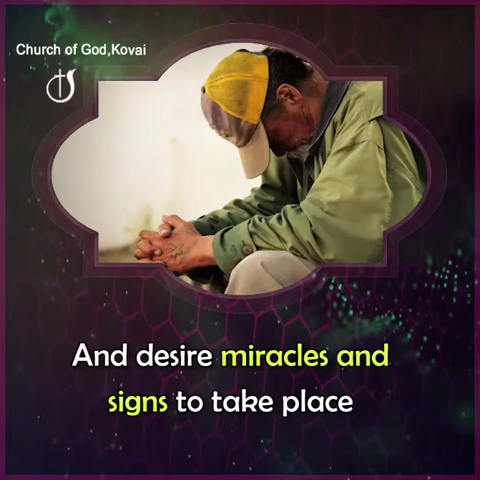 Church of God,Kovai
And desire miracles and
signs to take place